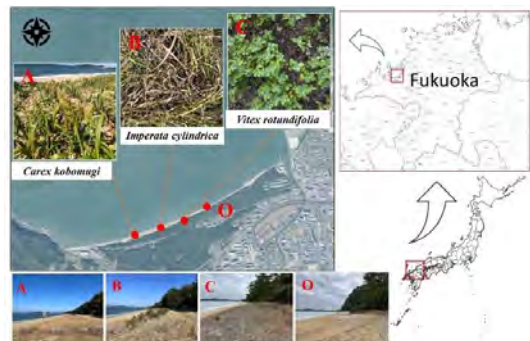 A
B
C
Carex kobomugi
Imperata cylindrica
Vitex rotundifolia
O
A
B
C
O
Fukuoka